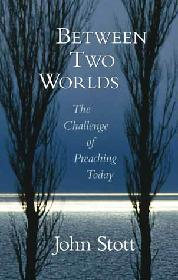 BETWEEN
TWO
WORLDS
The
Challenge
of
Preaching
Today
John Stott